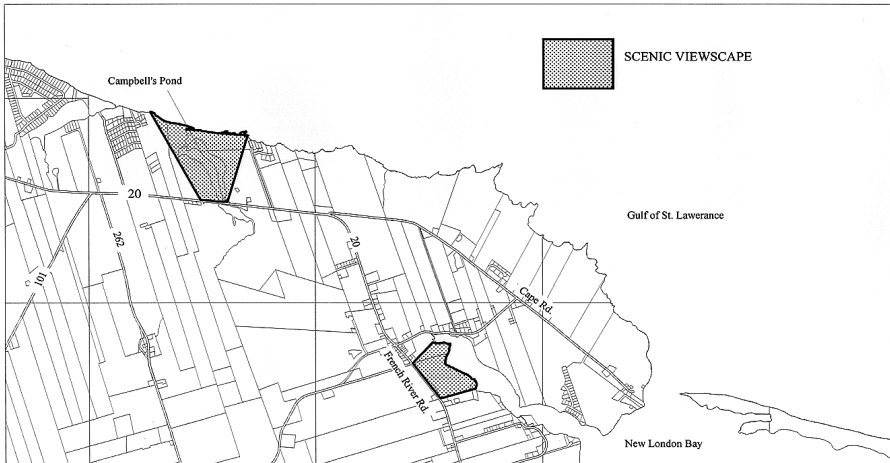 SCENIC VIEWSCAPE
Campbell's Pond
20
Gulf of St. Lawerance
262
20
101
Cape Rd.
French River Rd.
New London Bay